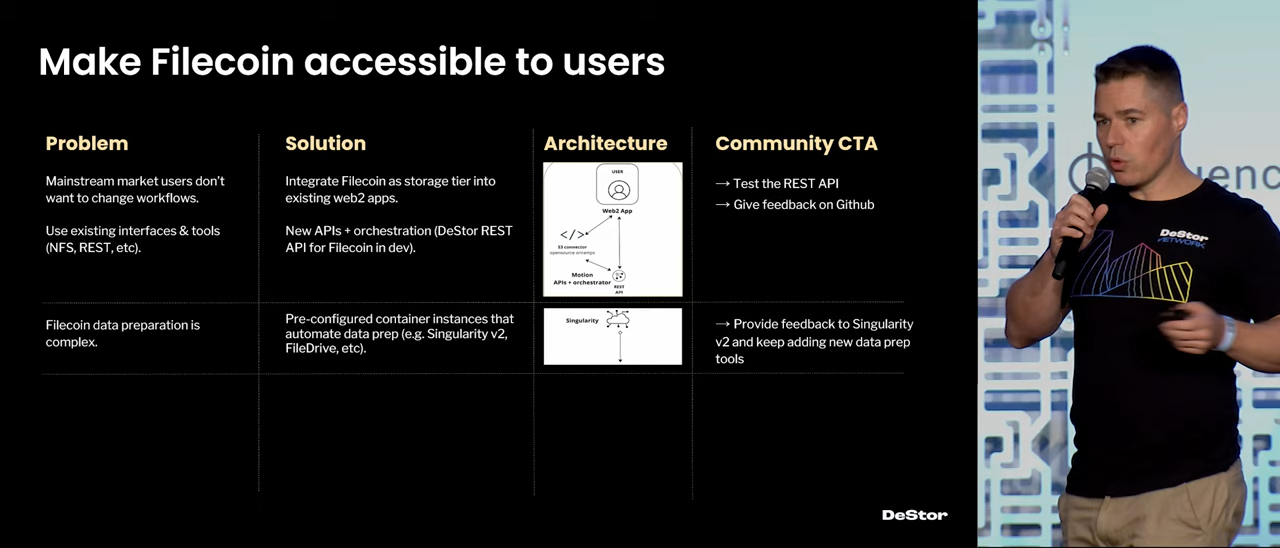 Make Filecoin accessible to users
Problem
Solution
Architecture
Community CTA
Mainstream market users don't
want to change workflows.
Use existing interfaces & tools
(NFS, REST, etc).
Integrate Filecoin as storage tier into
existing web2 apps.
New APIs + orchestration (DeStor REST
API for Filecoin in dev).
USER
Web2 App
</>
S3 connector
opensource onramps
Motion
APIs + orchestrator
REST
API
→ Test the REST API
→ Give feedback on Github
Filecoin data preparation is
complex.
Pre-configured container instances that
automate data prep (e.g. Singularity v2,
FileDrive, etc).
Singularity
→ Provide feedback to Singularity
v2 and keep adding new data prep
tools
DeStor
DeStor
NETWORK